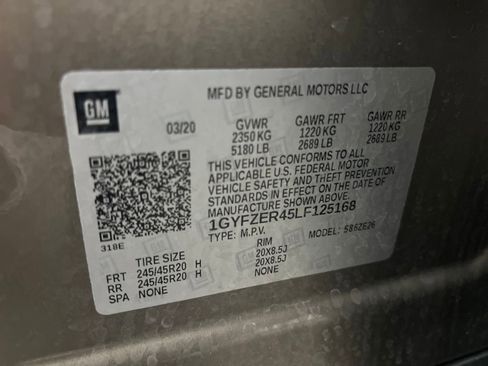 MFD BY GENERAL MOTORS LLC
GM
03/20 GVWR GAWR FRT GAWR RR
2350 KG 1220 KG 1220 KG
5180 LB 2689 LB 2689 LB
THIS VEHICLE CONFORMS TO ALL
APPLICABLE U.S. FEDERAL MOTOR
VEHICLE SAFETY AND BUMPER
STANDARDS IN EFFECT ON THE DATE OF
MANUFACTURE SHOWN ABOVE.
1GYFZER45LF125168
318E TYPE: M.P.V. MODEL: 5B6ZE26
TIRE SIZE RIM
FRT 245/45R20 H 20X8.5J
RR 245/45R20 H 20X8.5J
SPA NONE NONE